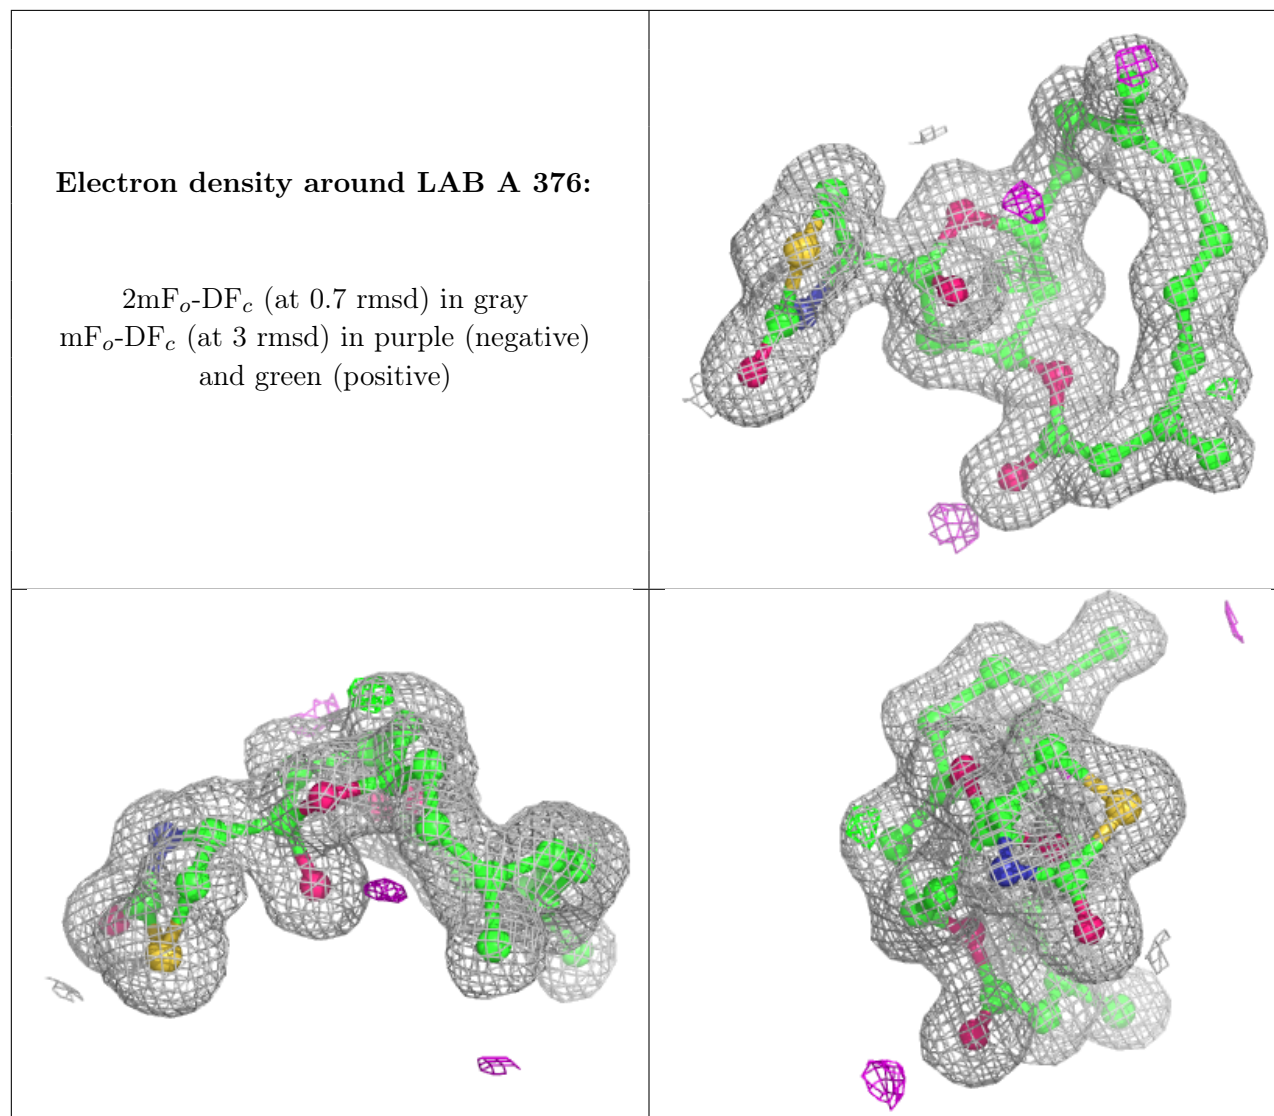 Electron density around LAB A 376:
2mFₒ-DF𝒸 (at 0.7 rmsd) in gray
mFₒ-DF𝒸 (at 3 rmsd) in purple (negative)
and green (positive)